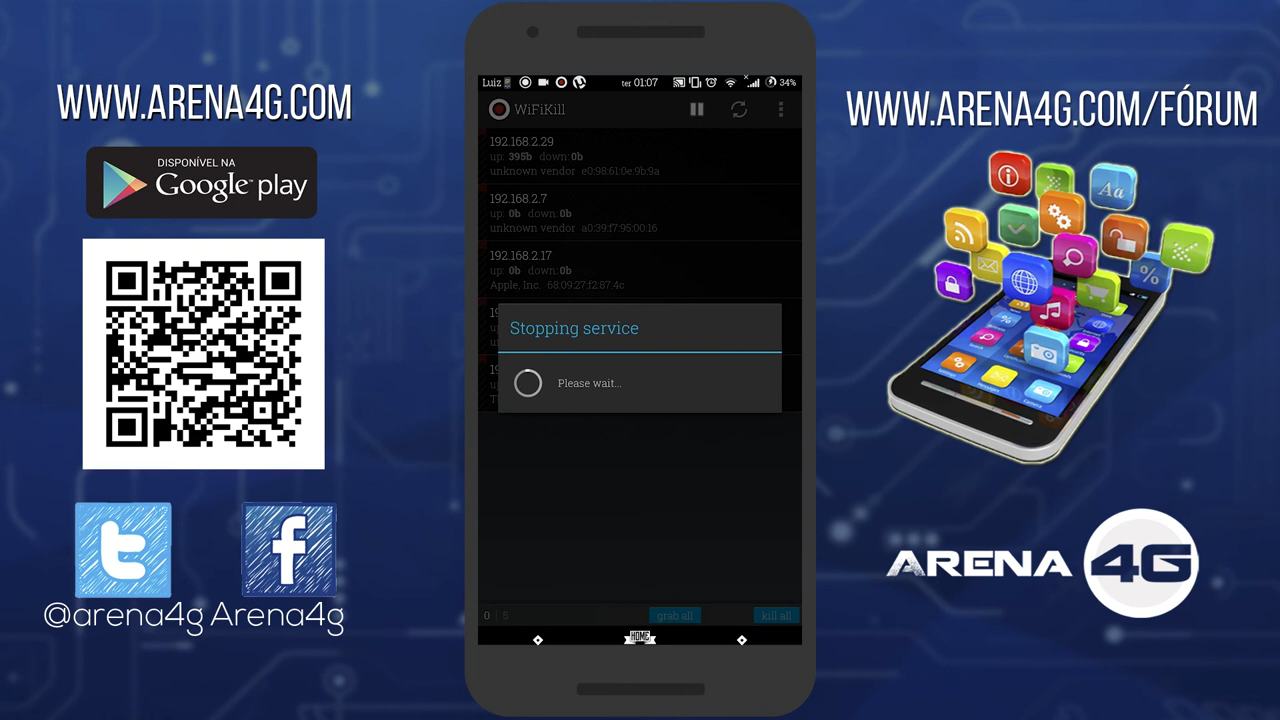 WWW.ARENA4G.COM
DISPONÍVEL NA
Google play
@arena4g
Arena4g
Luiz
ter 01:07
34%
WiFiKill
192.168.2.29
up: 395b down: 0b
unknown vendor e0:98:61:0e:9b:9a
192.168.2.7
up: 0b down: 0b
unknown vendor a0:39:f7:95:00:16
192.168.2.17
up: 0b down: 0b
Apple, Inc. 68:09:27:f2:87:4c
Stopping service
Please wait...
0 | 5
grab all
kill all
HOME
WWW.ARENA4G.COM/FÓRUM
Aa
%
ARENA 4G